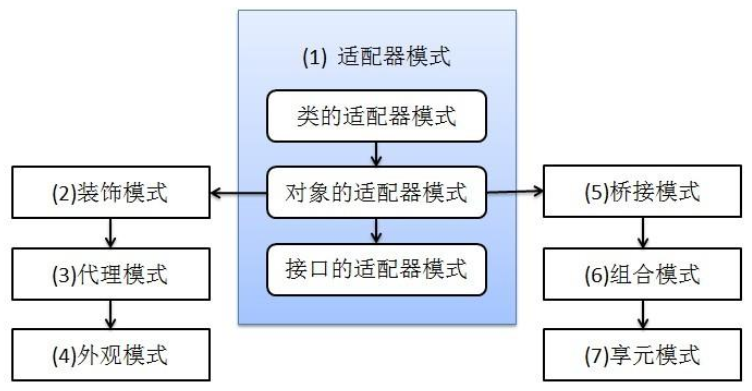 (1) 适配器模式
类的适配器模式
(2)装饰模式
对象的适配器模式
(5)桥接模式
(3)代理模式
接口的适配器模式
(6)组合模式
(4)外观模式
(7)享元模式